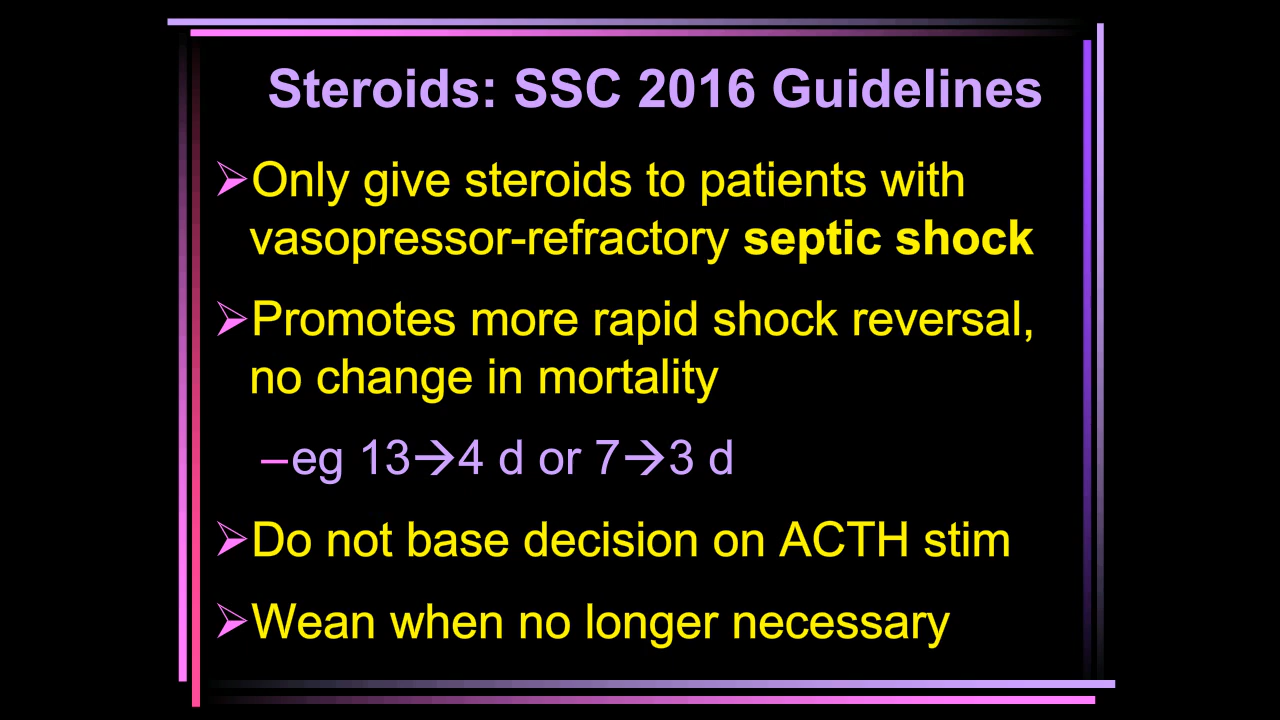 Steroids: SSC 2016 Guidelines
➢Only give steroids to patients with
vasopressor-refractory septic shock
➢Promotes more rapid shock reversal,
no change in mortality
–eg 13→4 d or 7→3 d
➢Do not base decision on ACTH stim
➢Wean when no longer necessary